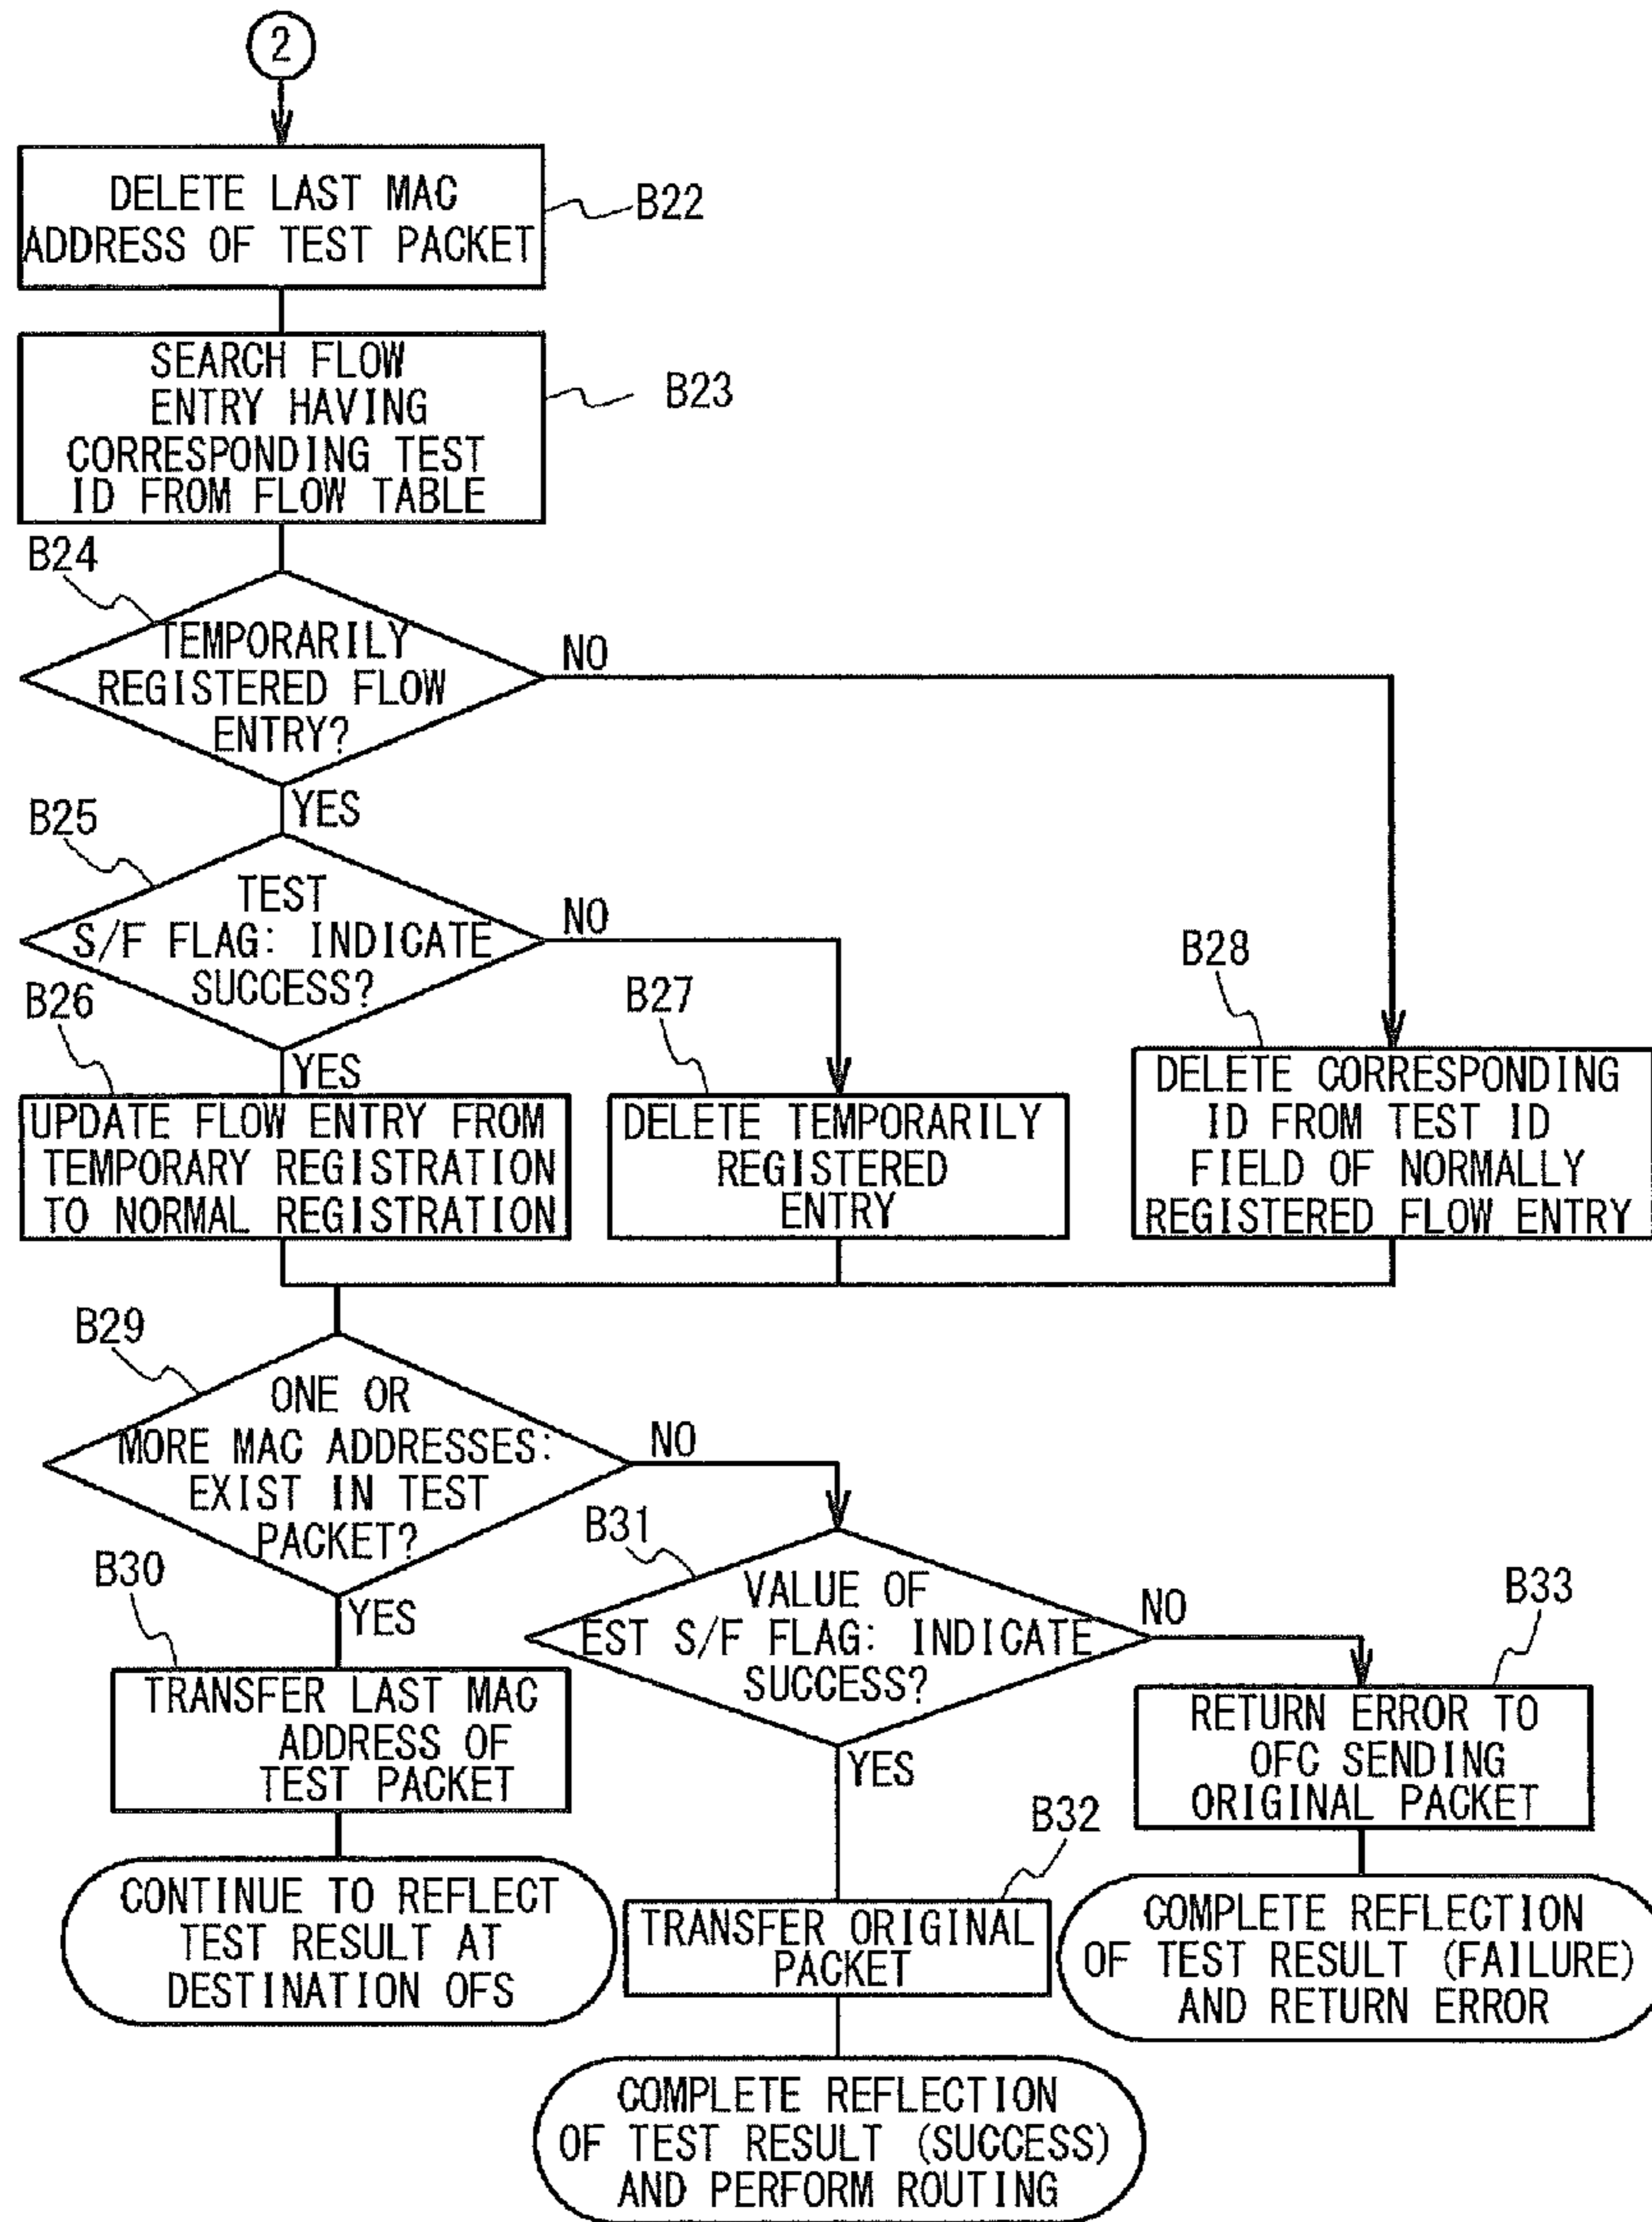 2
DELETE LAST MAC
ADDRESS OF TEST PACKET
B22
SEARCH FLOW
ENTRY HAVING
CORRESPONDING TEST
ID FROM FLOW TABLE
B23
B24
TEMPORARILY
REGISTERED FLOW
ENTRY?
NO
YES
B25
TEST
S/F FLAG: INDICATE
SUCCESS?
NO
YES
B26
UPDATE FLOW ENTRY FROM
TEMPORARY REGISTRATION
TO NORMAL REGISTRATION
B27
DELETE TEMPORARILY
REGISTERED
ENTRY
B28
DELETE CORRESPONDING
ID FROM TEST ID
FIELD OF NORMALLY
REGISTERED FLOW ENTRY
B29
ONE OR
MORE MAC ADDRESSES:
EXIST IN TEST
PACKET?
NO
YES
B30
TRANSFER LAST MAC
ADDRESS OF
TEST PACKET
CONTINUE TO REFLECT
TEST RESULT AT
DESTINATION OFS
B31
VALUE OF
EST S/F FLAG: INDICATE
SUCCESS?
NO
YES
B32
TRANSFER ORIGINAL
PACKET
COMPLETE REFLECTION
OF TEST RESULT (SUCCESS)
AND PERFORM ROUTING
B33
RETURN ERROR TO
OFC SENDING
ORIGINAL PACKET
COMPLETE REFLECTION
OF TEST RESULT (FAILURE)
AND RETURN ERROR